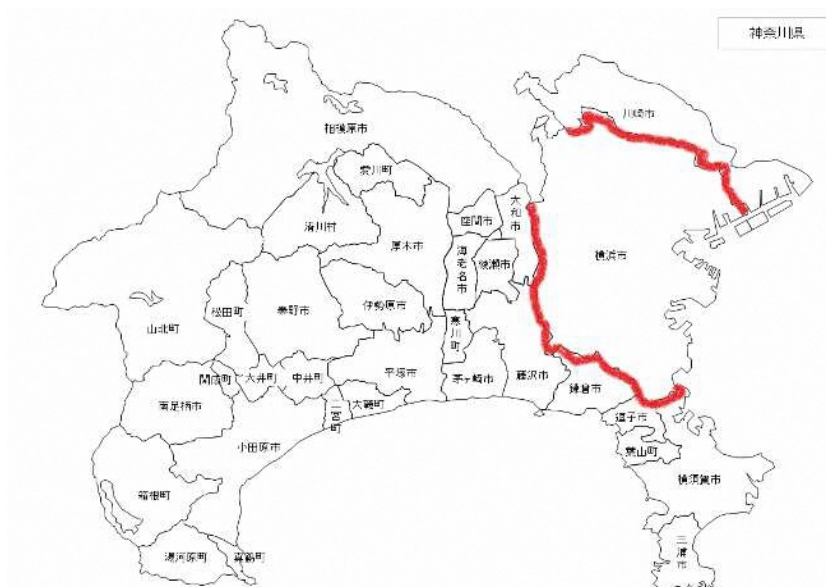 神奈川県
川崎市
相模原市
愛川町
清川村
厚木市
座間市
大和市
海老名市
綾瀬市
横浜市
山北町
松田町
秦野市
伊勢原市
寒川町
開成町
大井町
中井町
平塚市
茅ヶ崎市
藤沢市
鎌倉市
南足柄市
二宮町
大磯町
逗子市
小田原市
葉山町
箱根町
横須賀市
湯河原町
真鶴町
三浦市